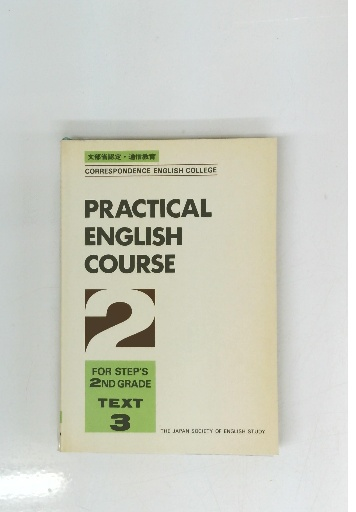 文部省認定・通信教育
CORRESPONDENCE ENGLISH COLLEGE
PRACTICAL
ENGLISH
COURSE
2
FOR STEP'S
2ND GRADE
TEXT
3
THE JAPAN SOCIETY OF ENGLISH STUDY